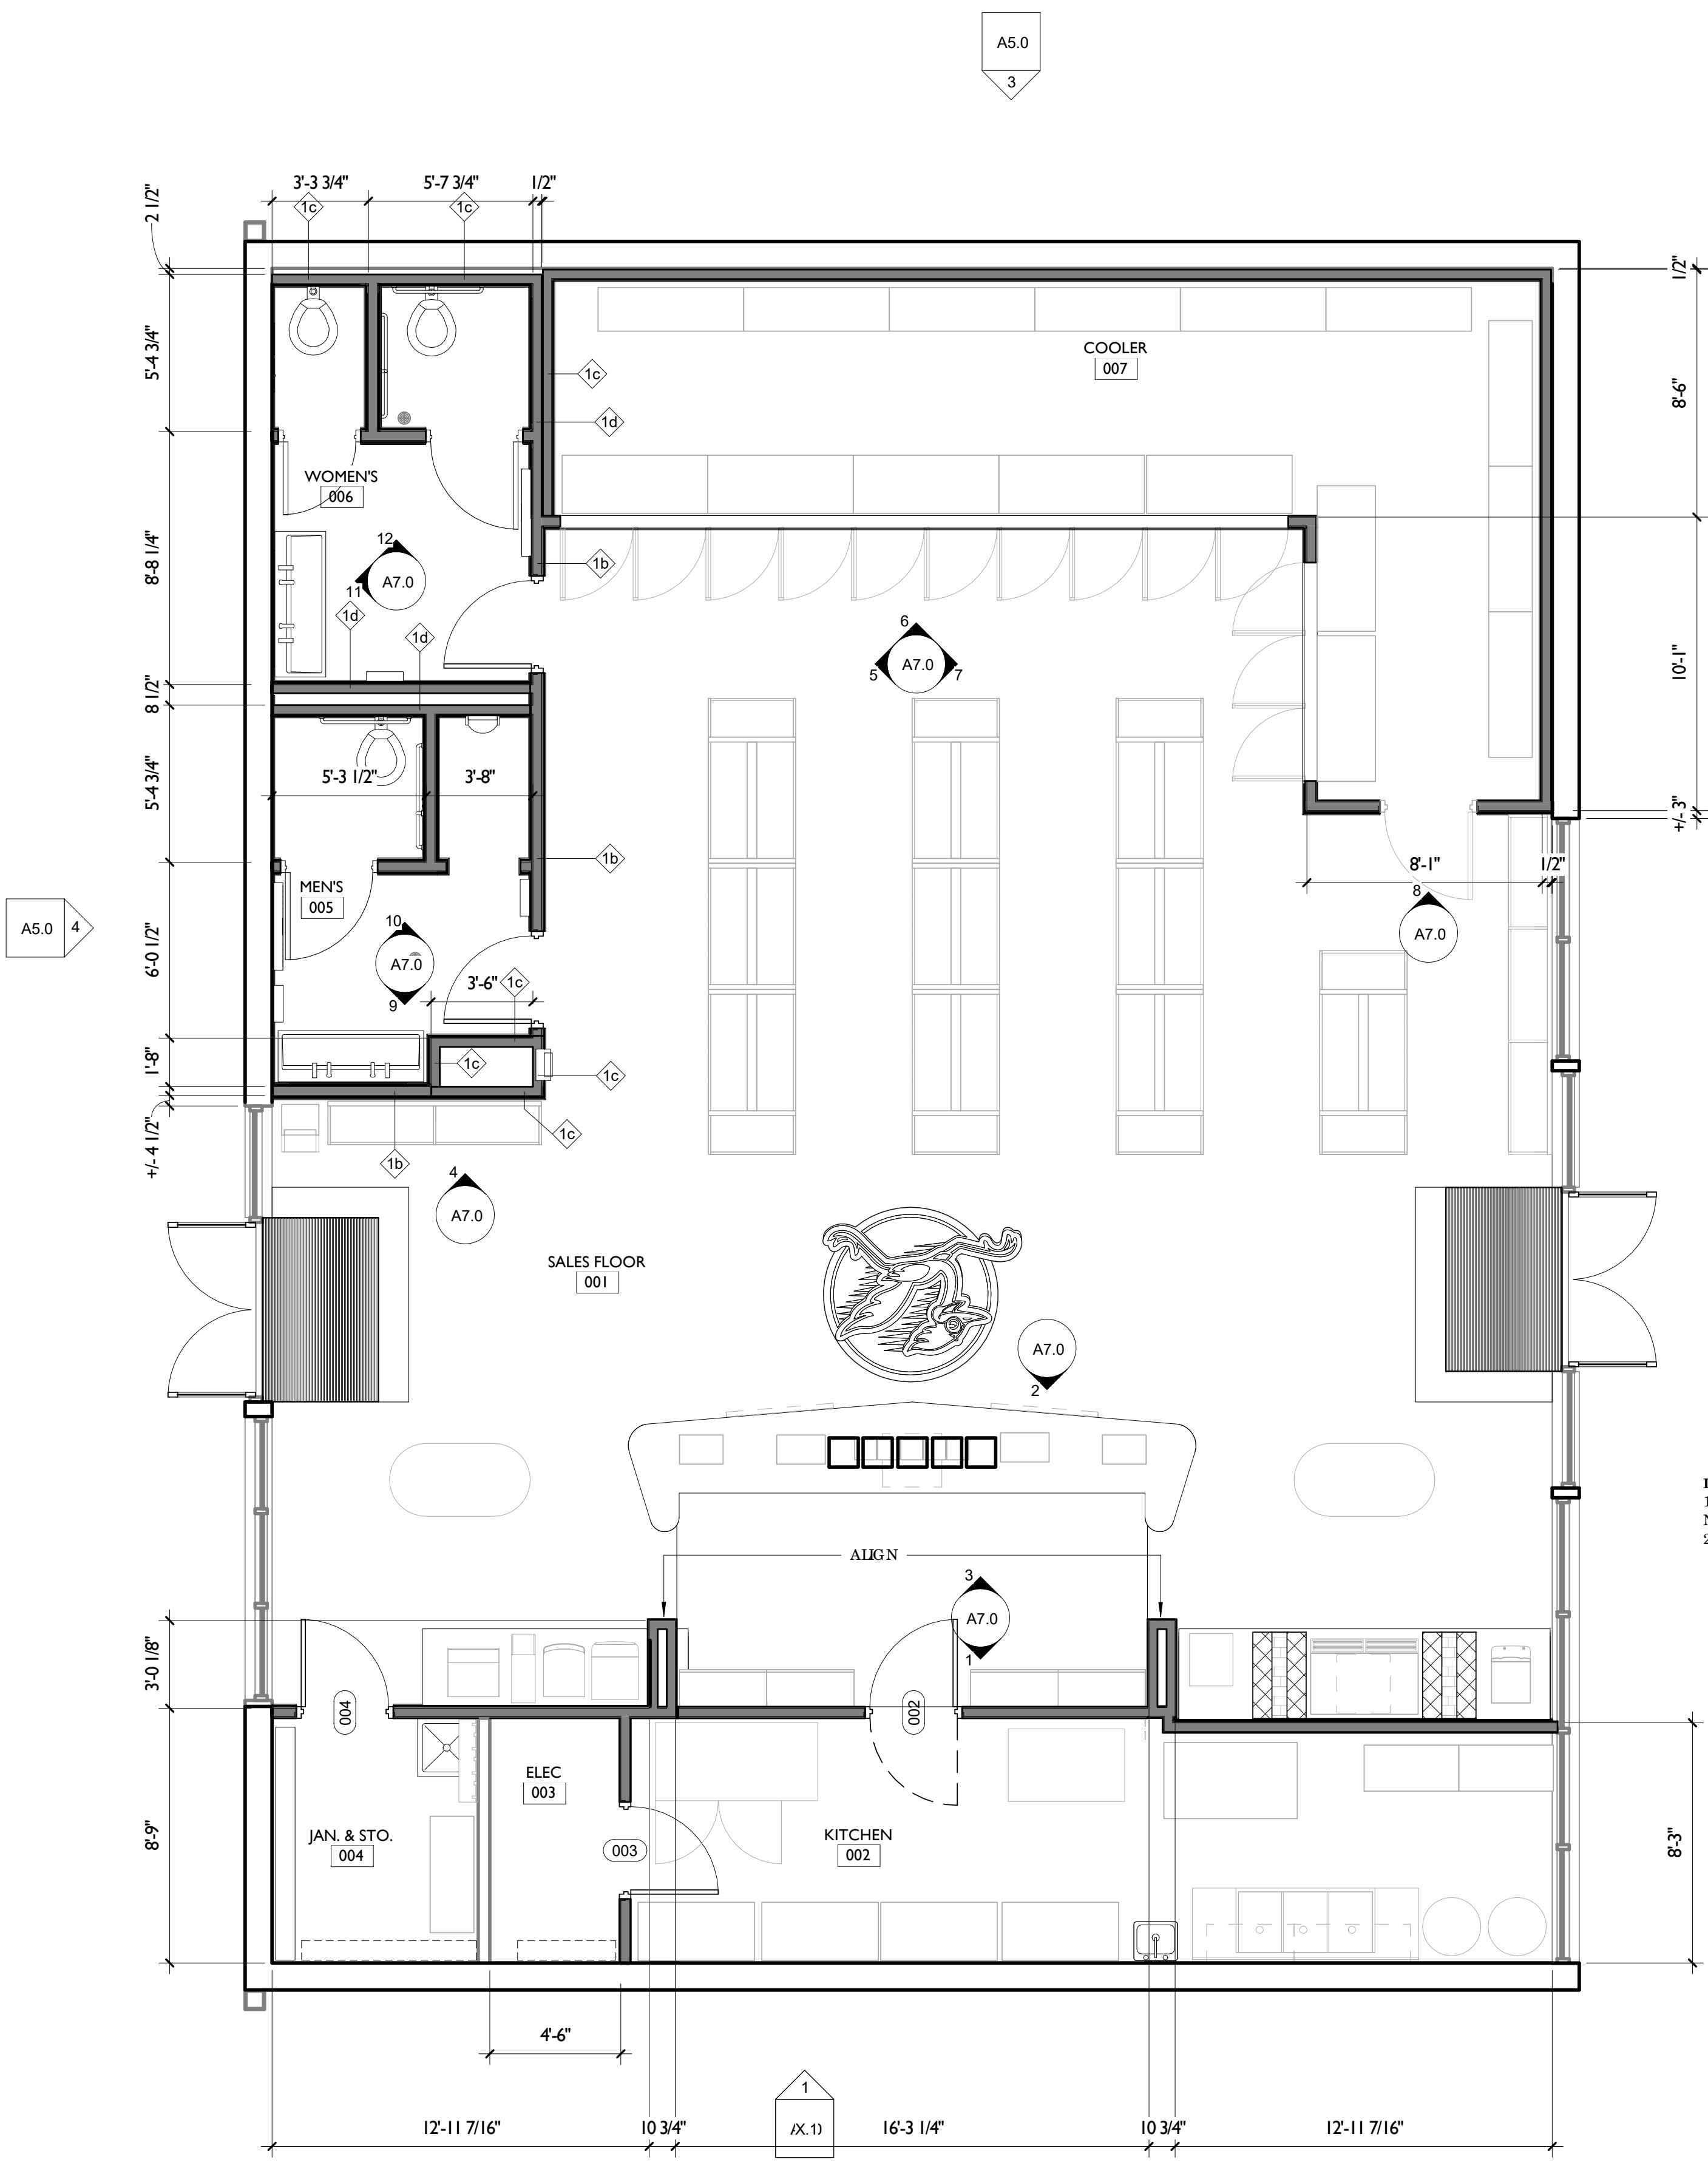 A5.0
3
3'-3 3/4"
5'-7 3/4"
1/2"
2 1/2"
1c
1c
1/2"
5'-4 3/4"
COOLER
007
1c
8'-6"
1d
WOMEN'S
006
12
A7.0
11
8'-8 1/4"
1b
1d
1d
6
A7.0
5
7
10'-1"
8 1/2"
5'-3 1/2"
3'-8"
5'-4 3/4"
+/- 3"
1b
8'-1"
1/2"
MEN'S
005
8
A7.0
A5.0
4
10
A7.0
9
6'-0 1/2"
3'-6"
1c
1c
1c
1'-8"
1c
+/- 4 1/2"
1b
4
A7.0
SALES FLOOR
001
A7.0
2
ALIGN
3
A7.0
1
3'-0 1/8"
004
002
ELEC
003
JAN. & STO.
004
003
KITCHEN
002
8'-9"
8'-3"
4'-6"
1
(X.1)
12'-11 7/16"
10 3/4"
16'-3 1/4"
10 3/4"
12'-11 7/16"